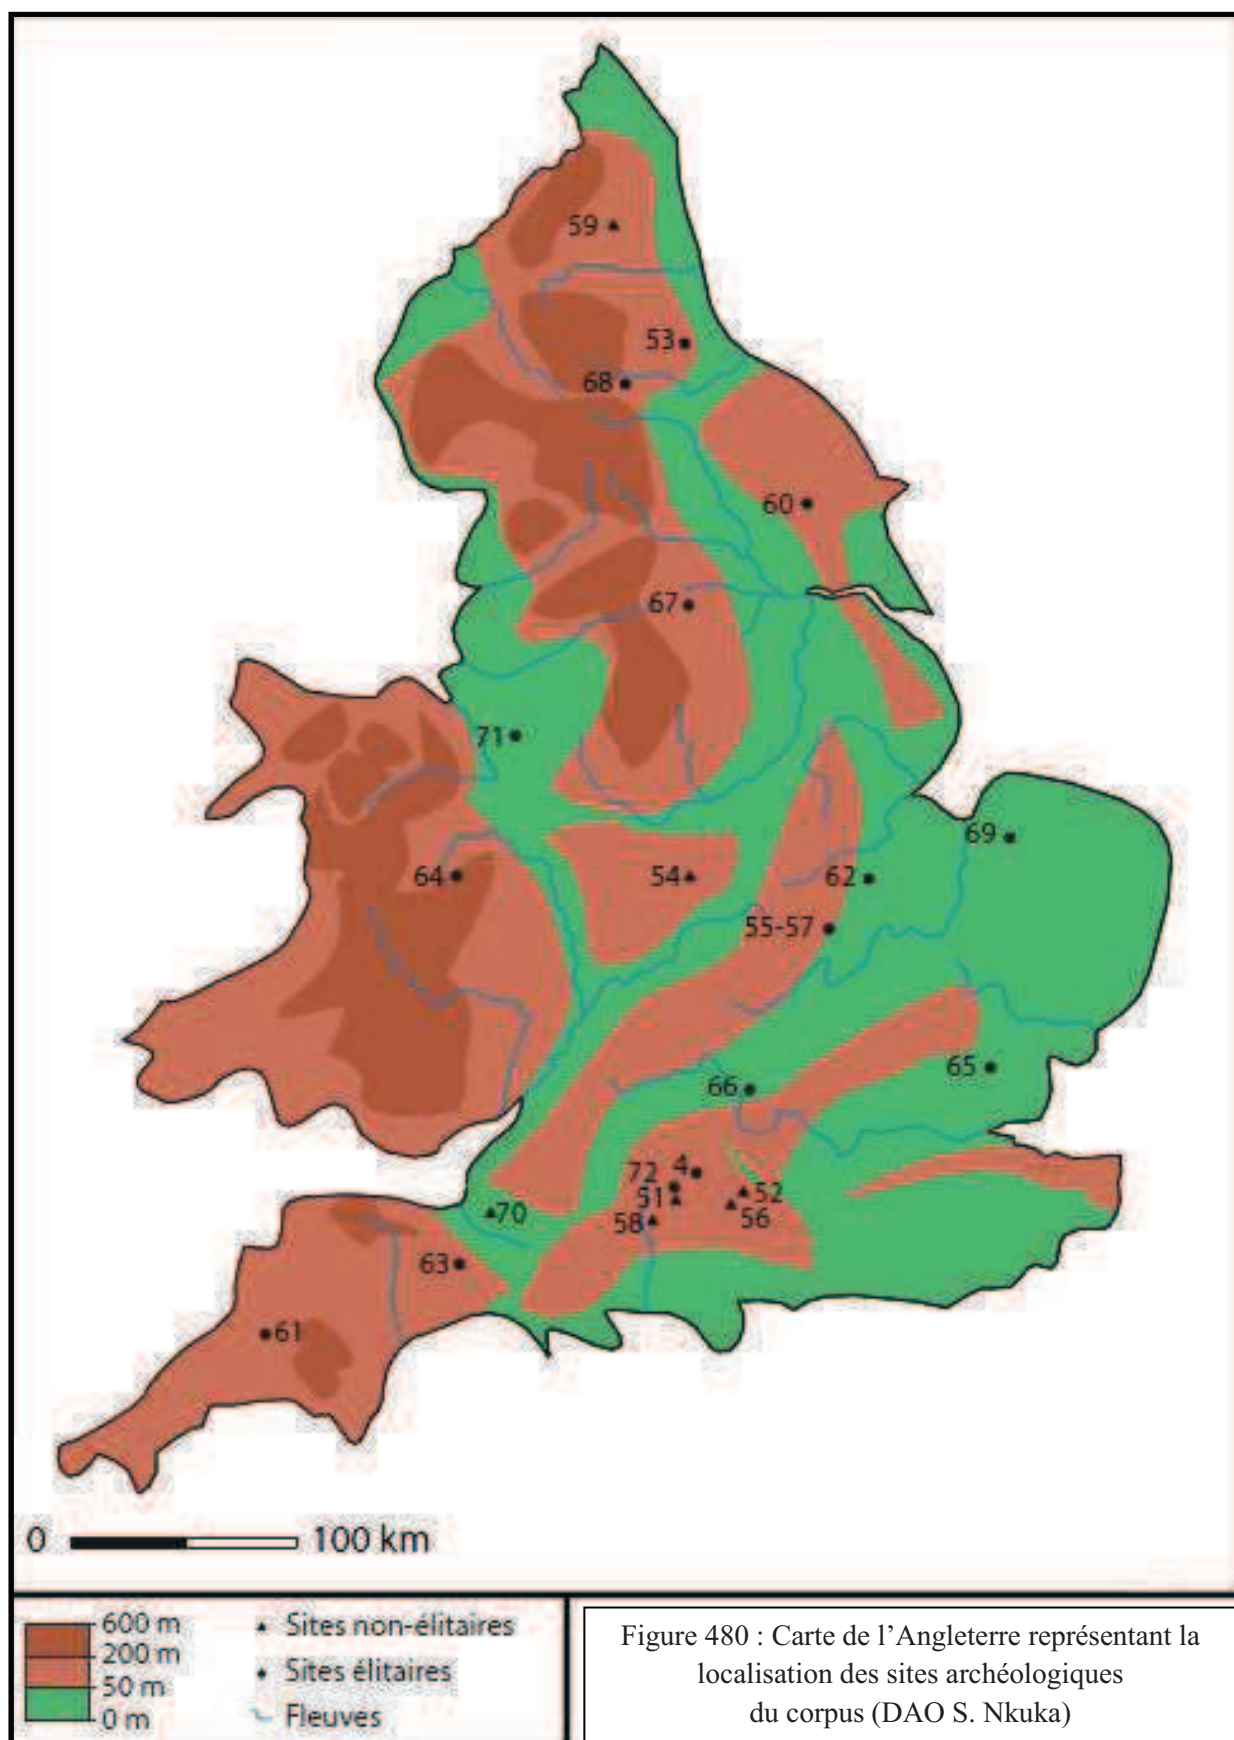 59
53
68
60
67
71
69
64
54
62
55-57
65
66
4
72
51
52
56
58
70
63
61
0 100 km
600 m
200 m
50 m
0 m
Sites non-élitaires
Sites élitaires
Fleuves
Figure 480 : Carte de l’Angleterre représentant la
localisation des sites archéologiques
du corpus (DAO S. Nkuka)